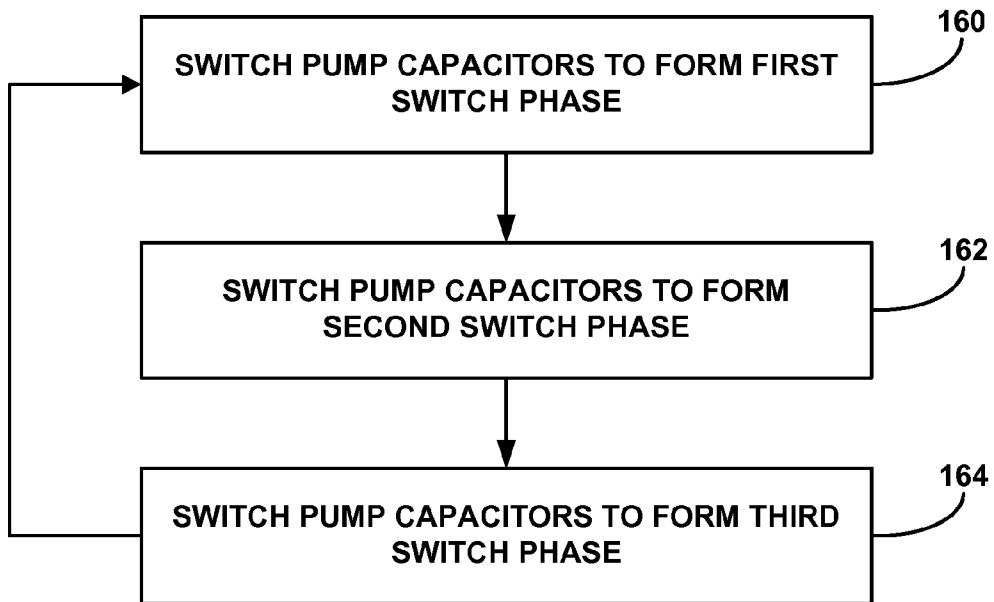 160
SWITCH PUMP CAPACITORS TO FORM FIRST
SWITCH PHASE
162
SWITCH PUMP CAPACITORS TO FORM
SECOND SWITCH PHASE
164
SWITCH PUMP CAPACITORS TO FORM THIRD
SWITCH PHASE